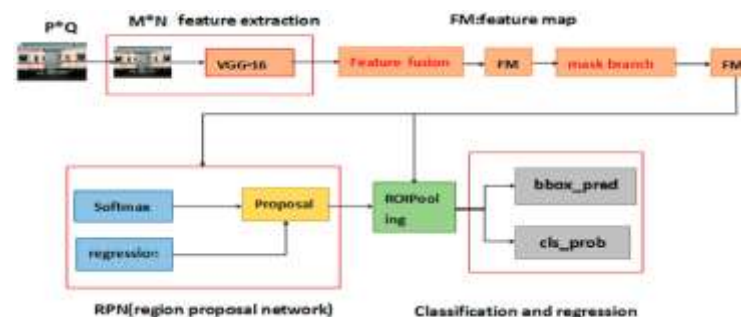 P*Q
M*N feature extraction
FM:feature map
VGG-16
Feature fusion
FM
mask branch
FM
Softmax
regression
Proposal
ROIPool
ing
bbox_pred
cls_prob
RPN(region proposal network)
Classification and regression